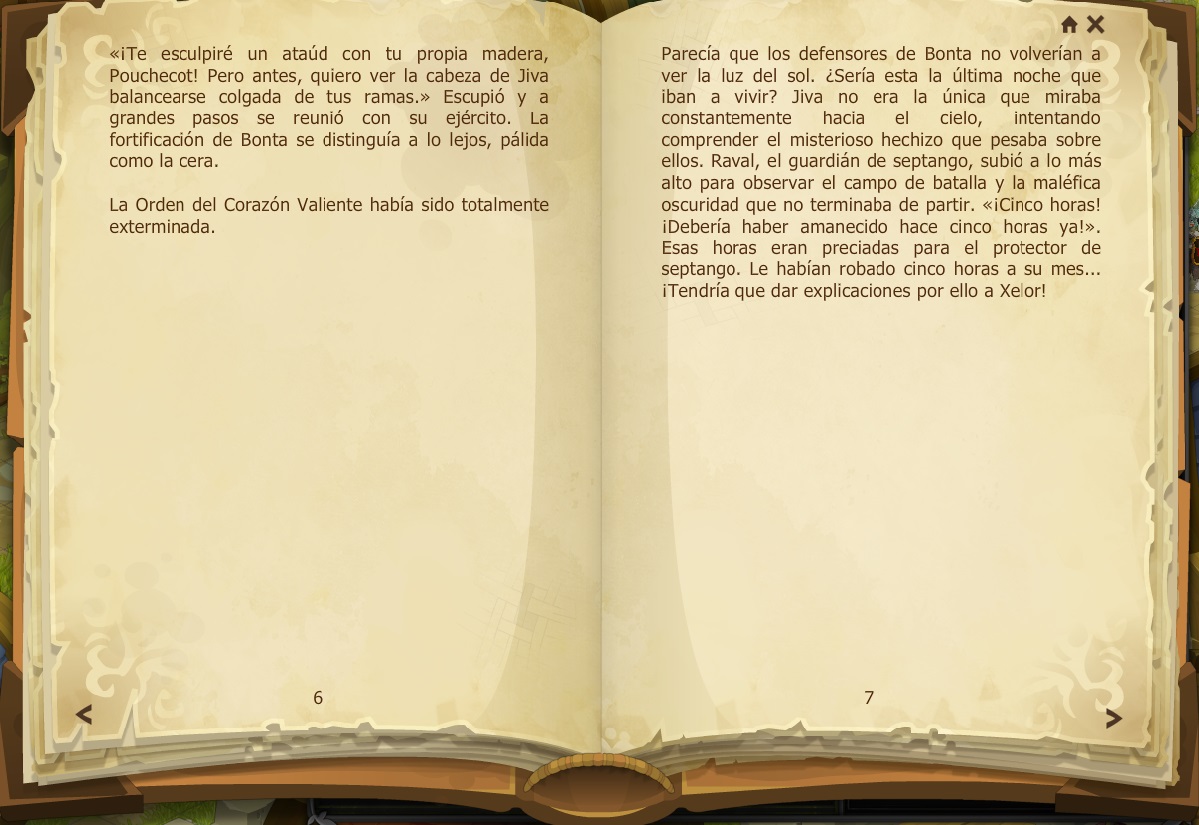 «¡Te esculpiré un ataúd con tu propia madera,
Pouchecot! Pero antes, quiero ver la cabeza de Jiva
balancearse colgada de tus ramas.» Escupió y a
grandes pasos se reunió con su ejército. La
fortificación de Bonta se distinguía a lo lejos, pálida
como la cera.
La Orden del Corazón Valiente había sido totalmente
exterminada.
6
Parecía que los defensores de Bonta no volverían a
ver la luz del sol. ¿Sería esta la última noche que
iban a vivir? Jiva no era la única que miraba
constantemente hacia el cielo, intentando
comprender el misterioso hechizo que pesaba sobre
ellos. Raval, el guardián de septango, subió a lo más
alto para observar el campo de batalla y la maléfica
oscuridad que no terminaba de partir. «¡Cinco horas!
¡Debería haber amanecido hace cinco horas ya!».
Esas horas eran preciadas para el protector de
septango. Le habían robado cinco horas a su mes...
¡Tendría que dar explicaciones por ello a Xelor!
7